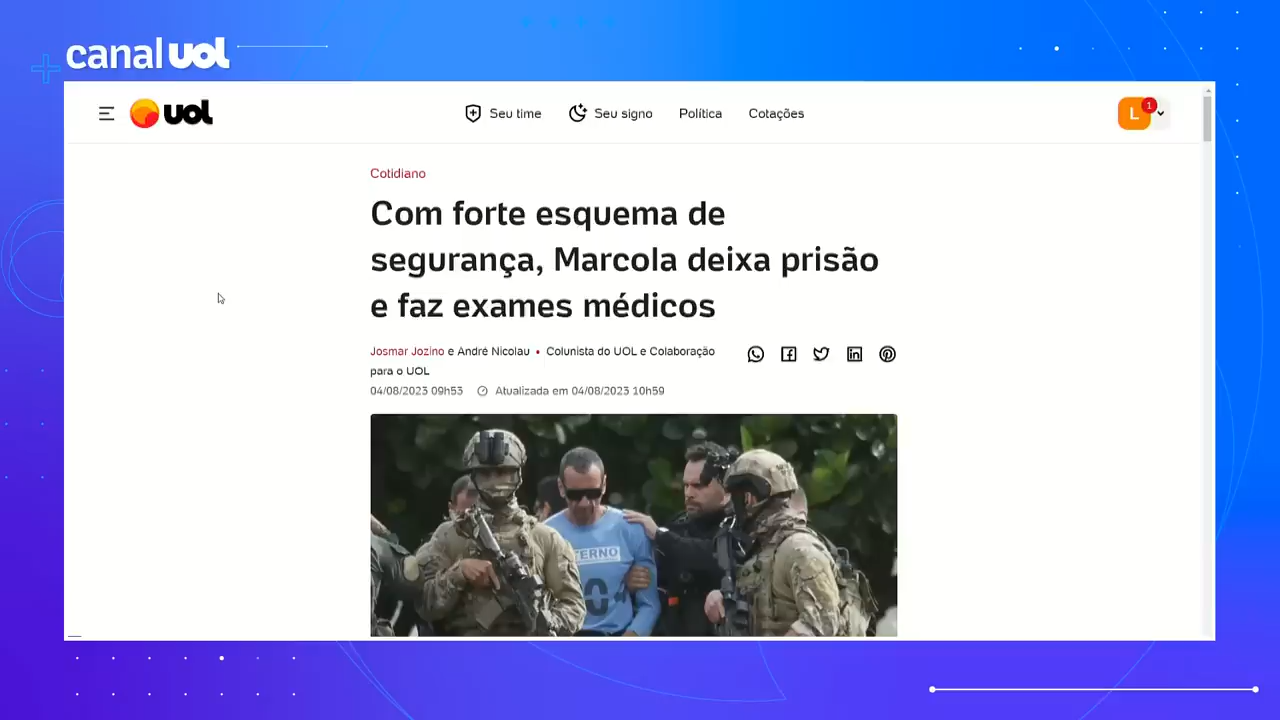 canal uol
uol
Seu time
Seu signo
Política
Cotações
L
1
Cotidiano
Com forte esquema de
segurança, Marcola deixa prisão
e faz exames médicos
Josmar Jozino e André Nicolau • Colunista do UOL e Colaboração
para o UOL
04/08/2023 09h53 Atualizada em 04/08/2023 10h59
TERNO
0